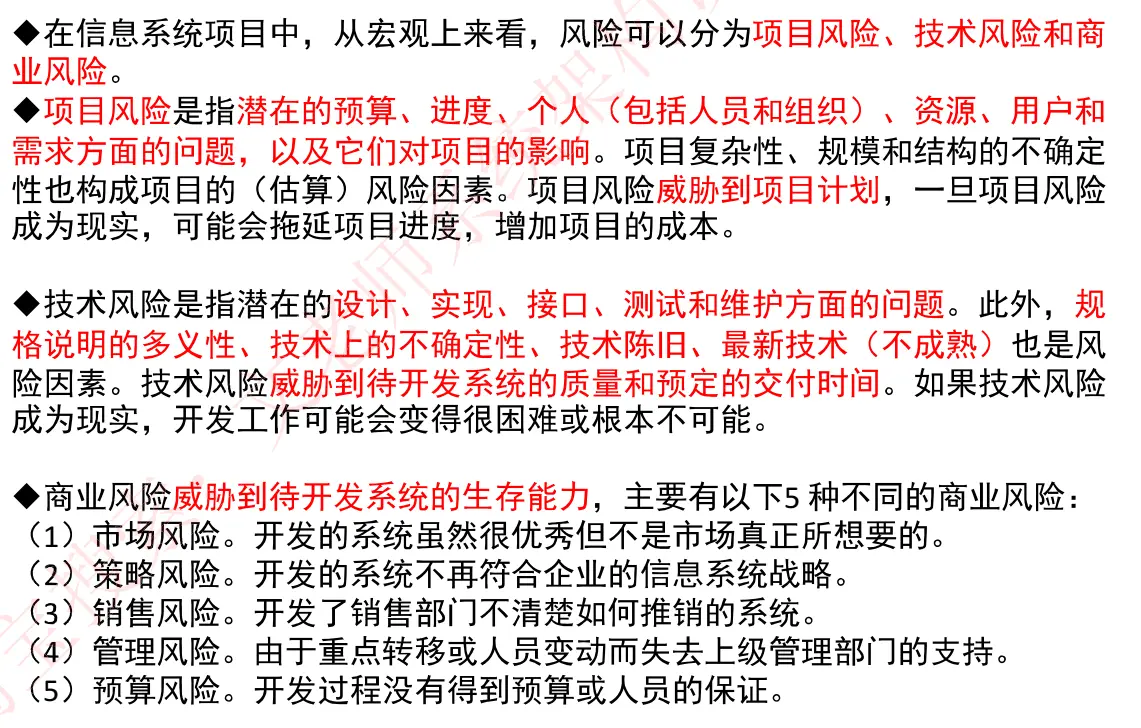 ◆在信息系统项目中，从宏观上来看，风险可以分为项目风险、技术风险和商
业风险。
◆项目风险是指潜在的预算、进度、个人（包括人员和组织）、资源、用户和
需求方面的问题，以及它们对项目的影响。项目复杂性、规模和结构的不确定
性也构成项目的（估算）风险因素。项目风险威胁到项目计划，一旦项目风险
成为现实，可能会拖延项目进度，增加项目的成本。
◆技术风险是指潜在的设计、实现、接口、测试和维护方面的问题。此外，规
格说明的多义性、技术上的不确定性、技术陈旧、最新技术（不成熟）也是风
险因素。技术风险威胁到待开发系统的质量和预定的交付时间。如果技术风险
成为现实，开发工作可能会变得很困难或根本不可能。
◆商业风险威胁到待开发系统的生存能力，主要有以下5 种不同的商业风险：
（1）市场风险。开发的系统虽然很优秀但不是市场真正所想要的。
（2）策略风险。开发的系统不再符合企业的信息系统战略。
（3）销售风险。开发了销售部门不清楚如何推销的系统。
（4）管理风险。由于重点转移或人员变动而失去上级管理部门的支持。
（5）预算风险。开发过程没有得到预算或人员的保证。